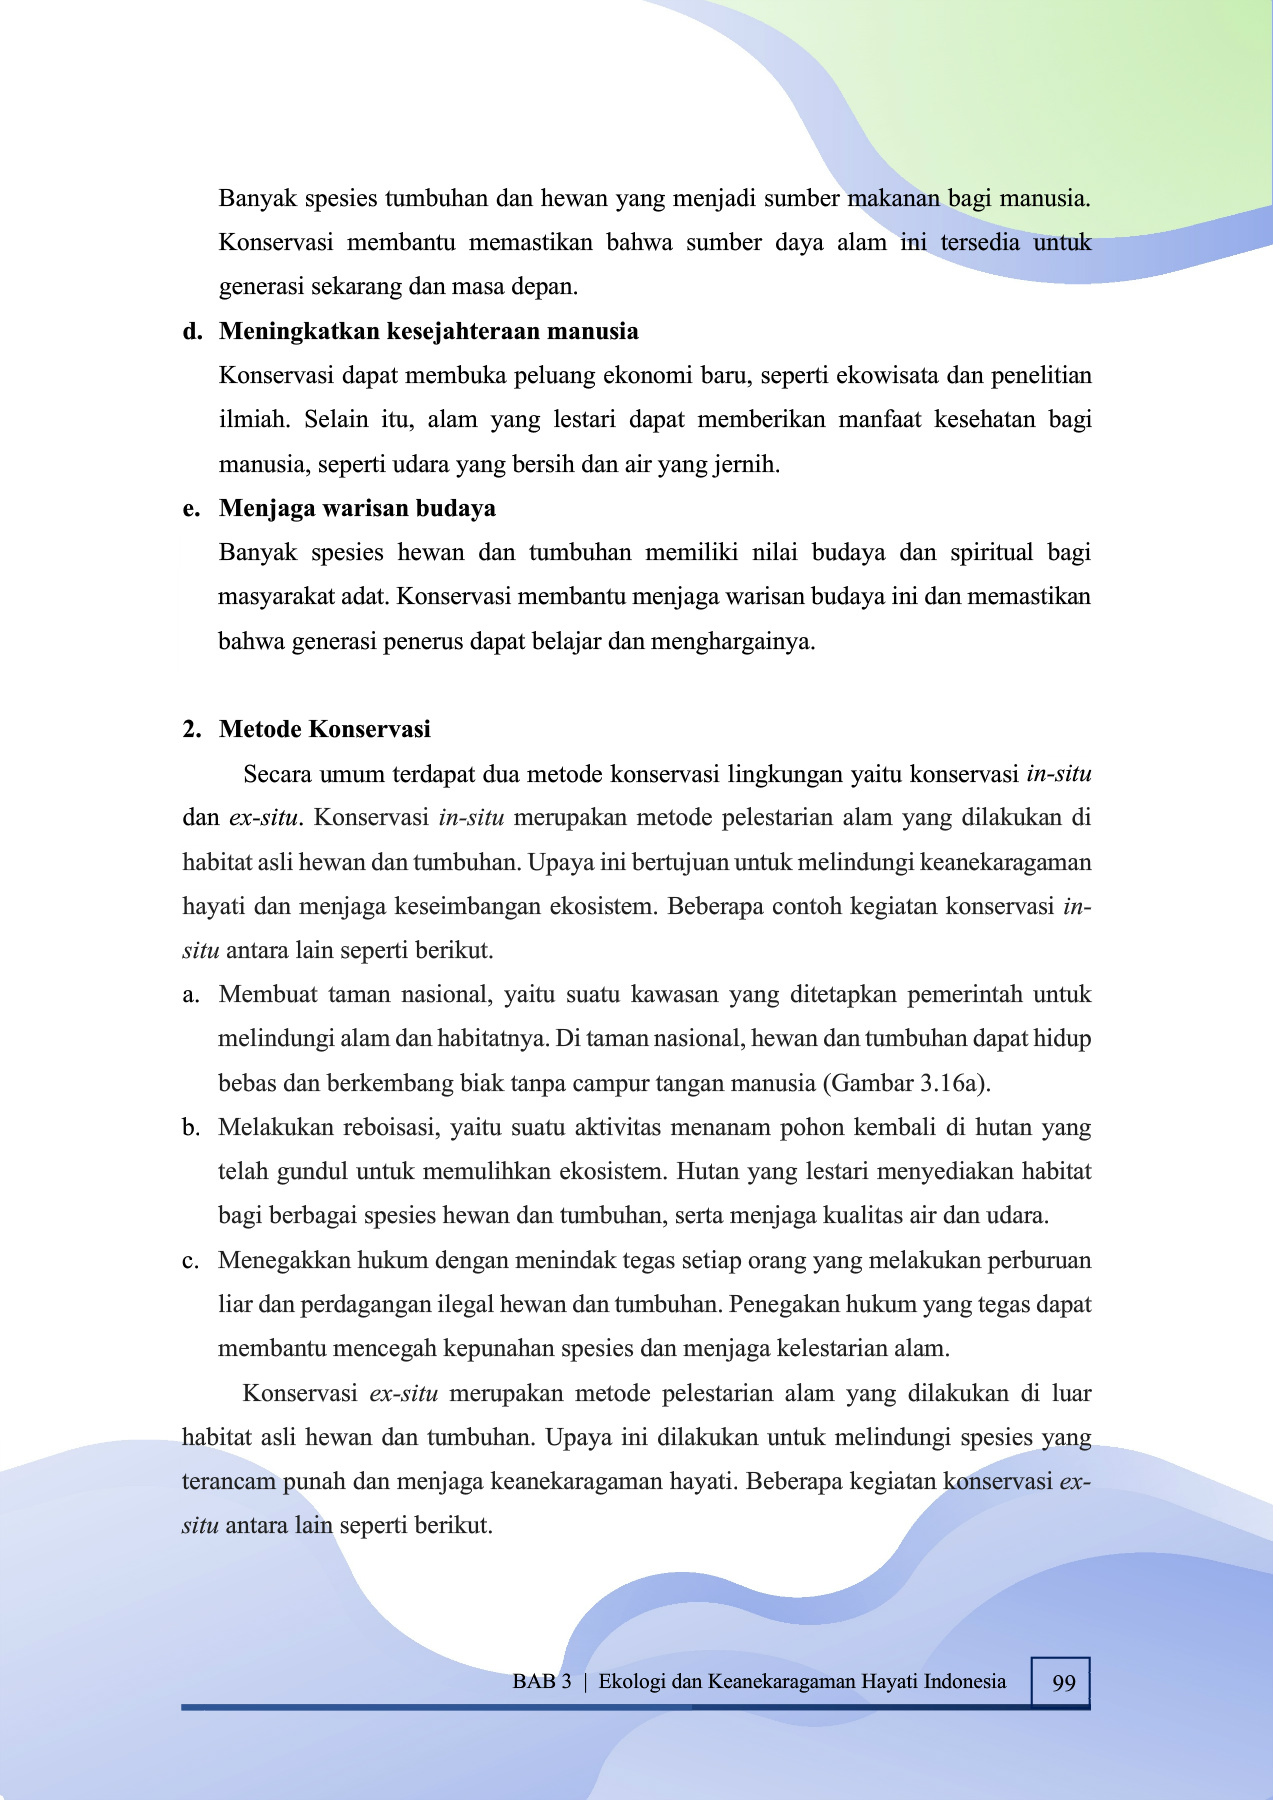 Banyak spesies tumbuhan dan hewan yang menjadi sumber makanan bagi manusia.
Konservasi membantu memastikan bahwa sumber daya alam ini tersedia untuk
generasi sekarang dan masa depan.
d. Meningkatkan kesejahteraan manusia
Konservasi dapat membuka peluang ekonomi baru, seperti ekowisata dan penelitian
ilmiah. Selain itu, alam yang lestari dapat memberikan manfaat kesehatan bagi
manusia, seperti udara yang bersih dan air yang jernih.
e. Menjaga warisan budaya
Banyak spesies hewan dan tumbuhan memiliki nilai budaya dan spiritual bagi
masyarakat adat. Konservasi membantu menjaga warisan budaya ini dan memastikan
bahwa generasi penerus dapat belajar dan menghargainya.
2. Metode Konservasi
Secara umum terdapat dua metode konservasi lingkungan yaitu konservasi in-situ
dan ex-situ. Konservasi in-situ merupakan metode pelestarian alam yang dilakukan di
habitat asli hewan dan tumbuhan. Upaya ini bertujuan untuk melindungi keanekaragaman
hayati dan menjaga keseimbangan ekosistem. Beberapa contoh kegiatan konservasi in-
situ antara lain seperti berikut.
a. Membuat taman nasional, yaitu suatu kawasan yang ditetapkan pemerintah untuk
melindungi alam dan habitatnya. Di taman nasional, hewan dan tumbuhan dapat hidup
bebas dan berkembang biak tanpa campur tangan manusia (Gambar 3.16a).
b. Melakukan reboisasi, yaitu suatu aktivitas menanam pohon kembali di hutan yang
telah gundul untuk memulihkan ekosistem. Hutan yang lestari menyediakan habitat
bagi berbagai spesies hewan dan tumbuhan, serta menjaga kualitas air dan udara.
c. Menegakkan hukum dengan menindak tegas setiap orang yang melakukan perburuan
liar dan perdagangan ilegal hewan dan tumbuhan. Penegakan hukum yang tegas dapat
membantu mencegah kepunahan spesies dan menjaga kelestarian alam.
Konservasi ex-situ merupakan metode pelestarian alam yang dilakukan di luar
habitat asli hewan dan tumbuhan. Upaya ini dilakukan untuk melindungi spesies yang
terancam punah dan menjaga keanekaragaman hayati. Beberapa kegiatan konservasi ex-
situ antara lain seperti berikut.
BAB 3 | Ekologi dan Keanekaragaman Hayati Indonesia 99